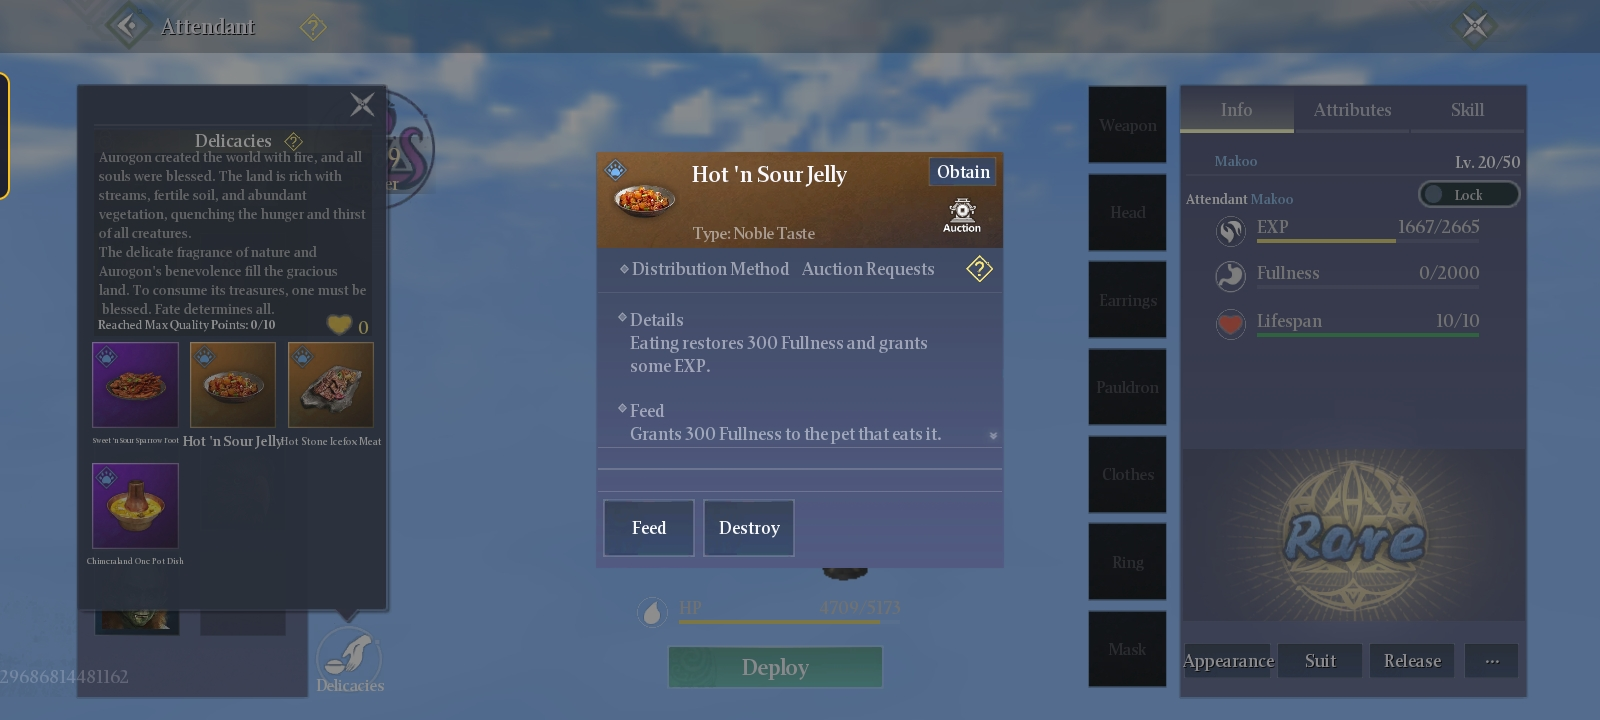 Attendant
Delicacies
Aurogon created the world with fire, and all
souls were blessed. The land is rich with
streams, fertile soil, and abundant
vegetation, quenching the hunger and thirst
of all creatures.
The delicate fragrance of nature and
Aurogon's benevolence fill the gracious
land. To consume its treasures, one must be
blessed. Fate determines all.
Reached Max Quality Points: 0/10
0
Sweet 'n Sour Sparrow Foot
Hot 'n Sour Jelly
Hot Stone Icefox Meat
Chimeraland One Pot Dish
Delicacies
29686814481162
Hot 'n Sour Jelly
Obtain
Type: Noble Taste
Auction
Distribution Method Auction Requests
Details
Eating restores 300 Fullness and grants
some EXP.
Feed
Grants 300 Fullness to the pet that eats it.
Feed
Destroy
HP
4709/5173
Deploy
Weapon
Head
Earrings
Pauldron
Clothes
Ring
Mask
Info
Attributes
Skill
Makoo
Lv. 20/50
Attendant Makoo
Lock
EXP
1667/2665
Fullness
0/2000
Lifespan
10/10
Rare
Appearance
Suit
Release
...